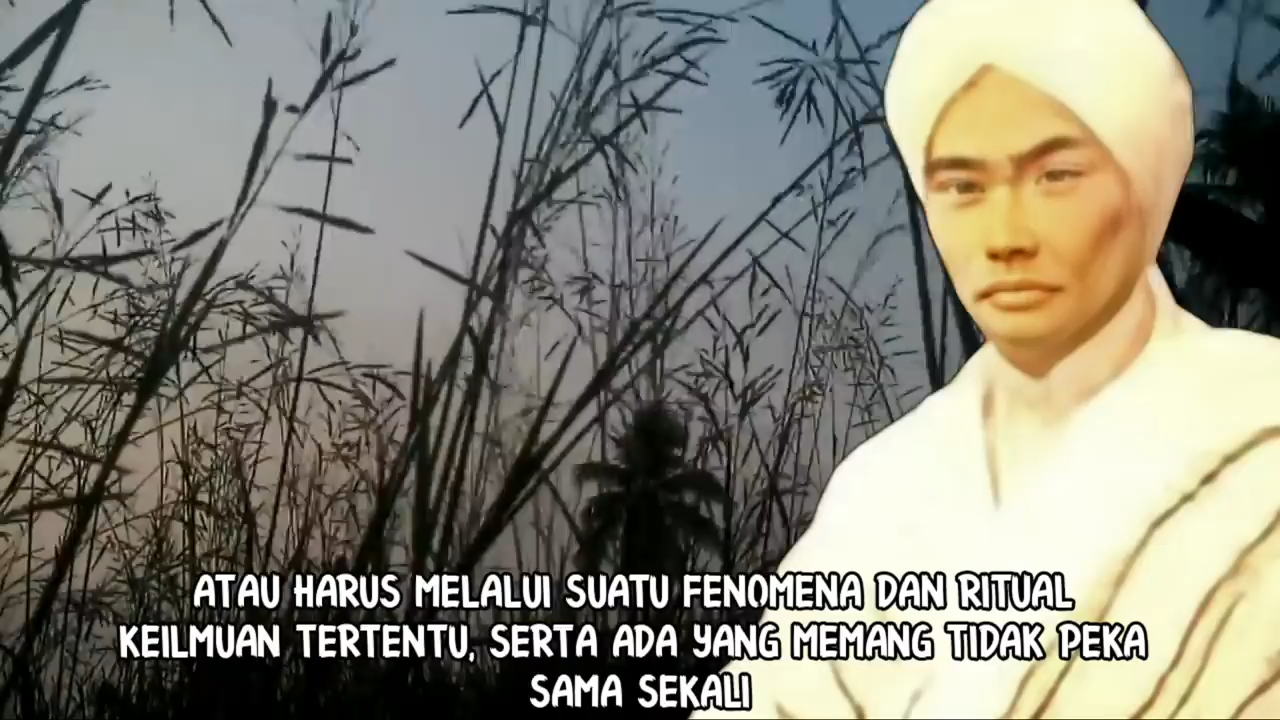 ATAU HARUS MELALUI SUATU FENOMENA DAN RITUAL
KEILMUAN TERTENTU, SERTA ADA YANG MEMANG TIDAK PEKA
SAMA SEKALI